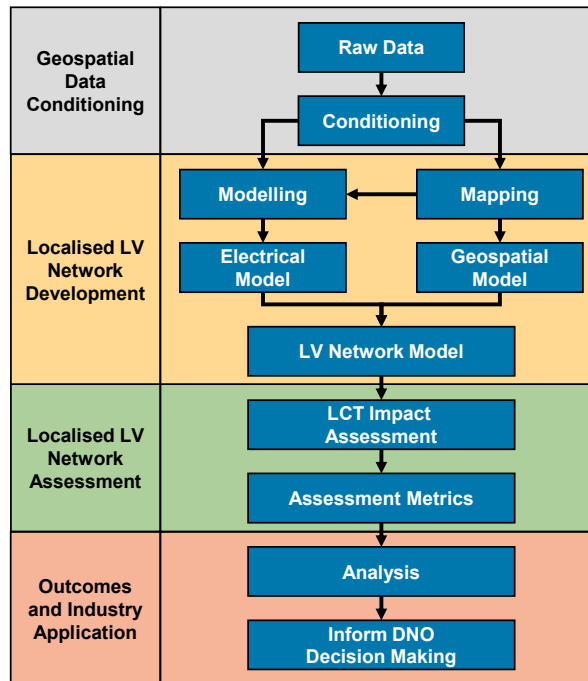 Geospatial
Data
Conditioning
Raw Data
Conditioning
Localised LV
Network
Development
Modelling
Mapping
Electrical
Model
Geospatial
Model
LV Network Model
Localised LV
Network
Assessment
LCT Impact
Assessment
Assessment Metrics
Outcomes
and Industry
Application
Analysis
Inform DNO
Decision Making